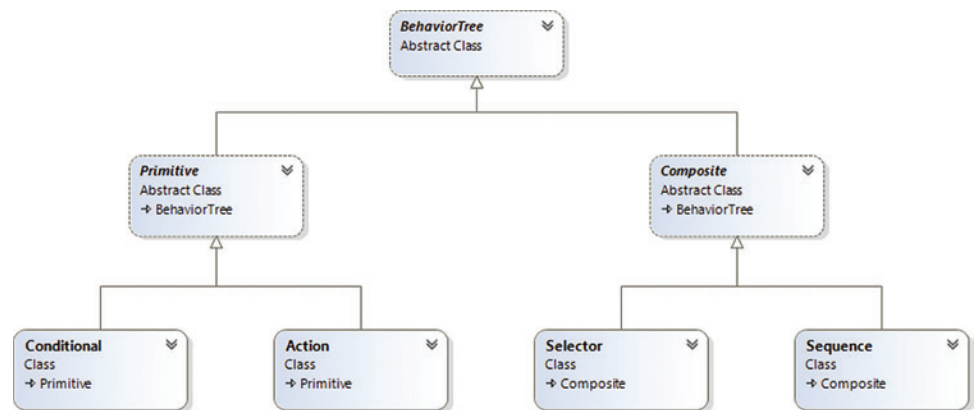 BehaviorTree
Abstract Class
Primitive
Abstract Class
→ BehaviorTree
Composite
Abstract Class
→ BehaviorTree
Conditional
Class
→ Primitive
Action
Class
→ Primitive
Selector
Class
→ Composite
Sequence
Class
→ Composite